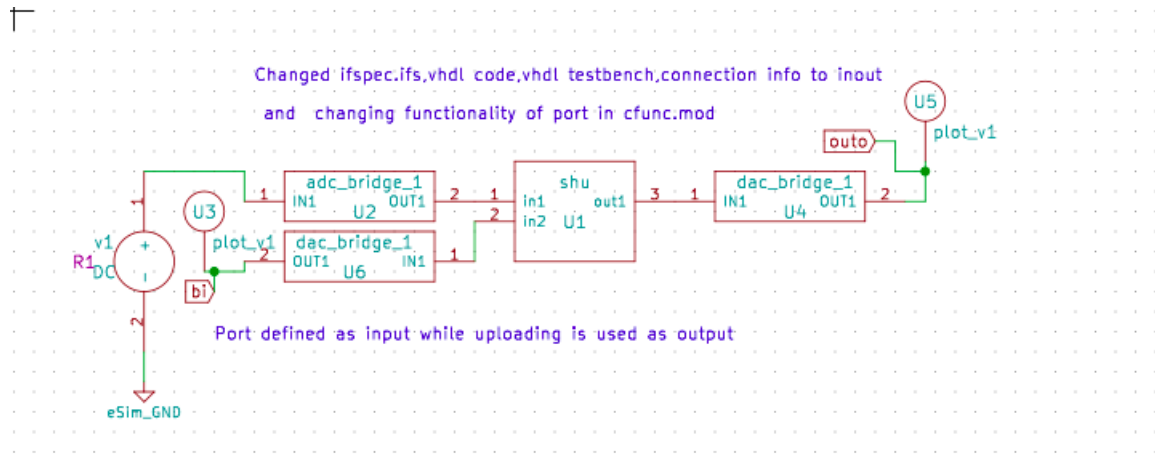 Changed ifspec.ifs,vhdl code,vhdl testbench,connection info to inout
and changing functionality of port in cfunc.mod
U5
plot_v1
outo
adc_bridge_1
1 IN1 OUT1 2
U2
shu
1 in1 out1 3
2 in2
U1
dac_bridge_1
1 IN1 OUT1 2
U4
1
U3
plot_v1
dac_bridge_1
2 OUT1 IN1 1
U6
v1
+
R1
DC
bi
2
Port defined as input while uploading is used as output
eSim_GND